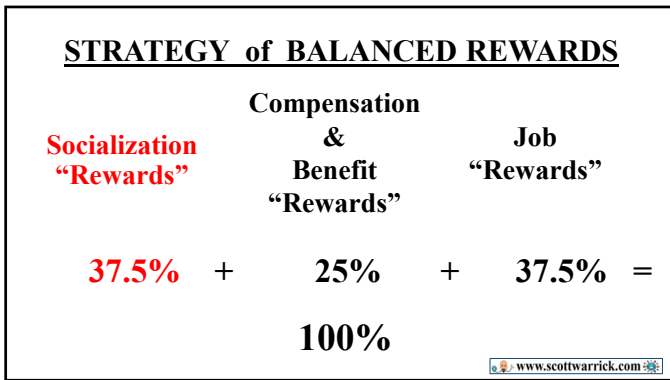 STRATEGY of BALANCED REWARDS
Socialization
“Rewards”
Compensation
&
Benefit
“Rewards”
Job
“Rewards”
37.5% + 25% + 37.5% =
100%
www.scottwarrick.com